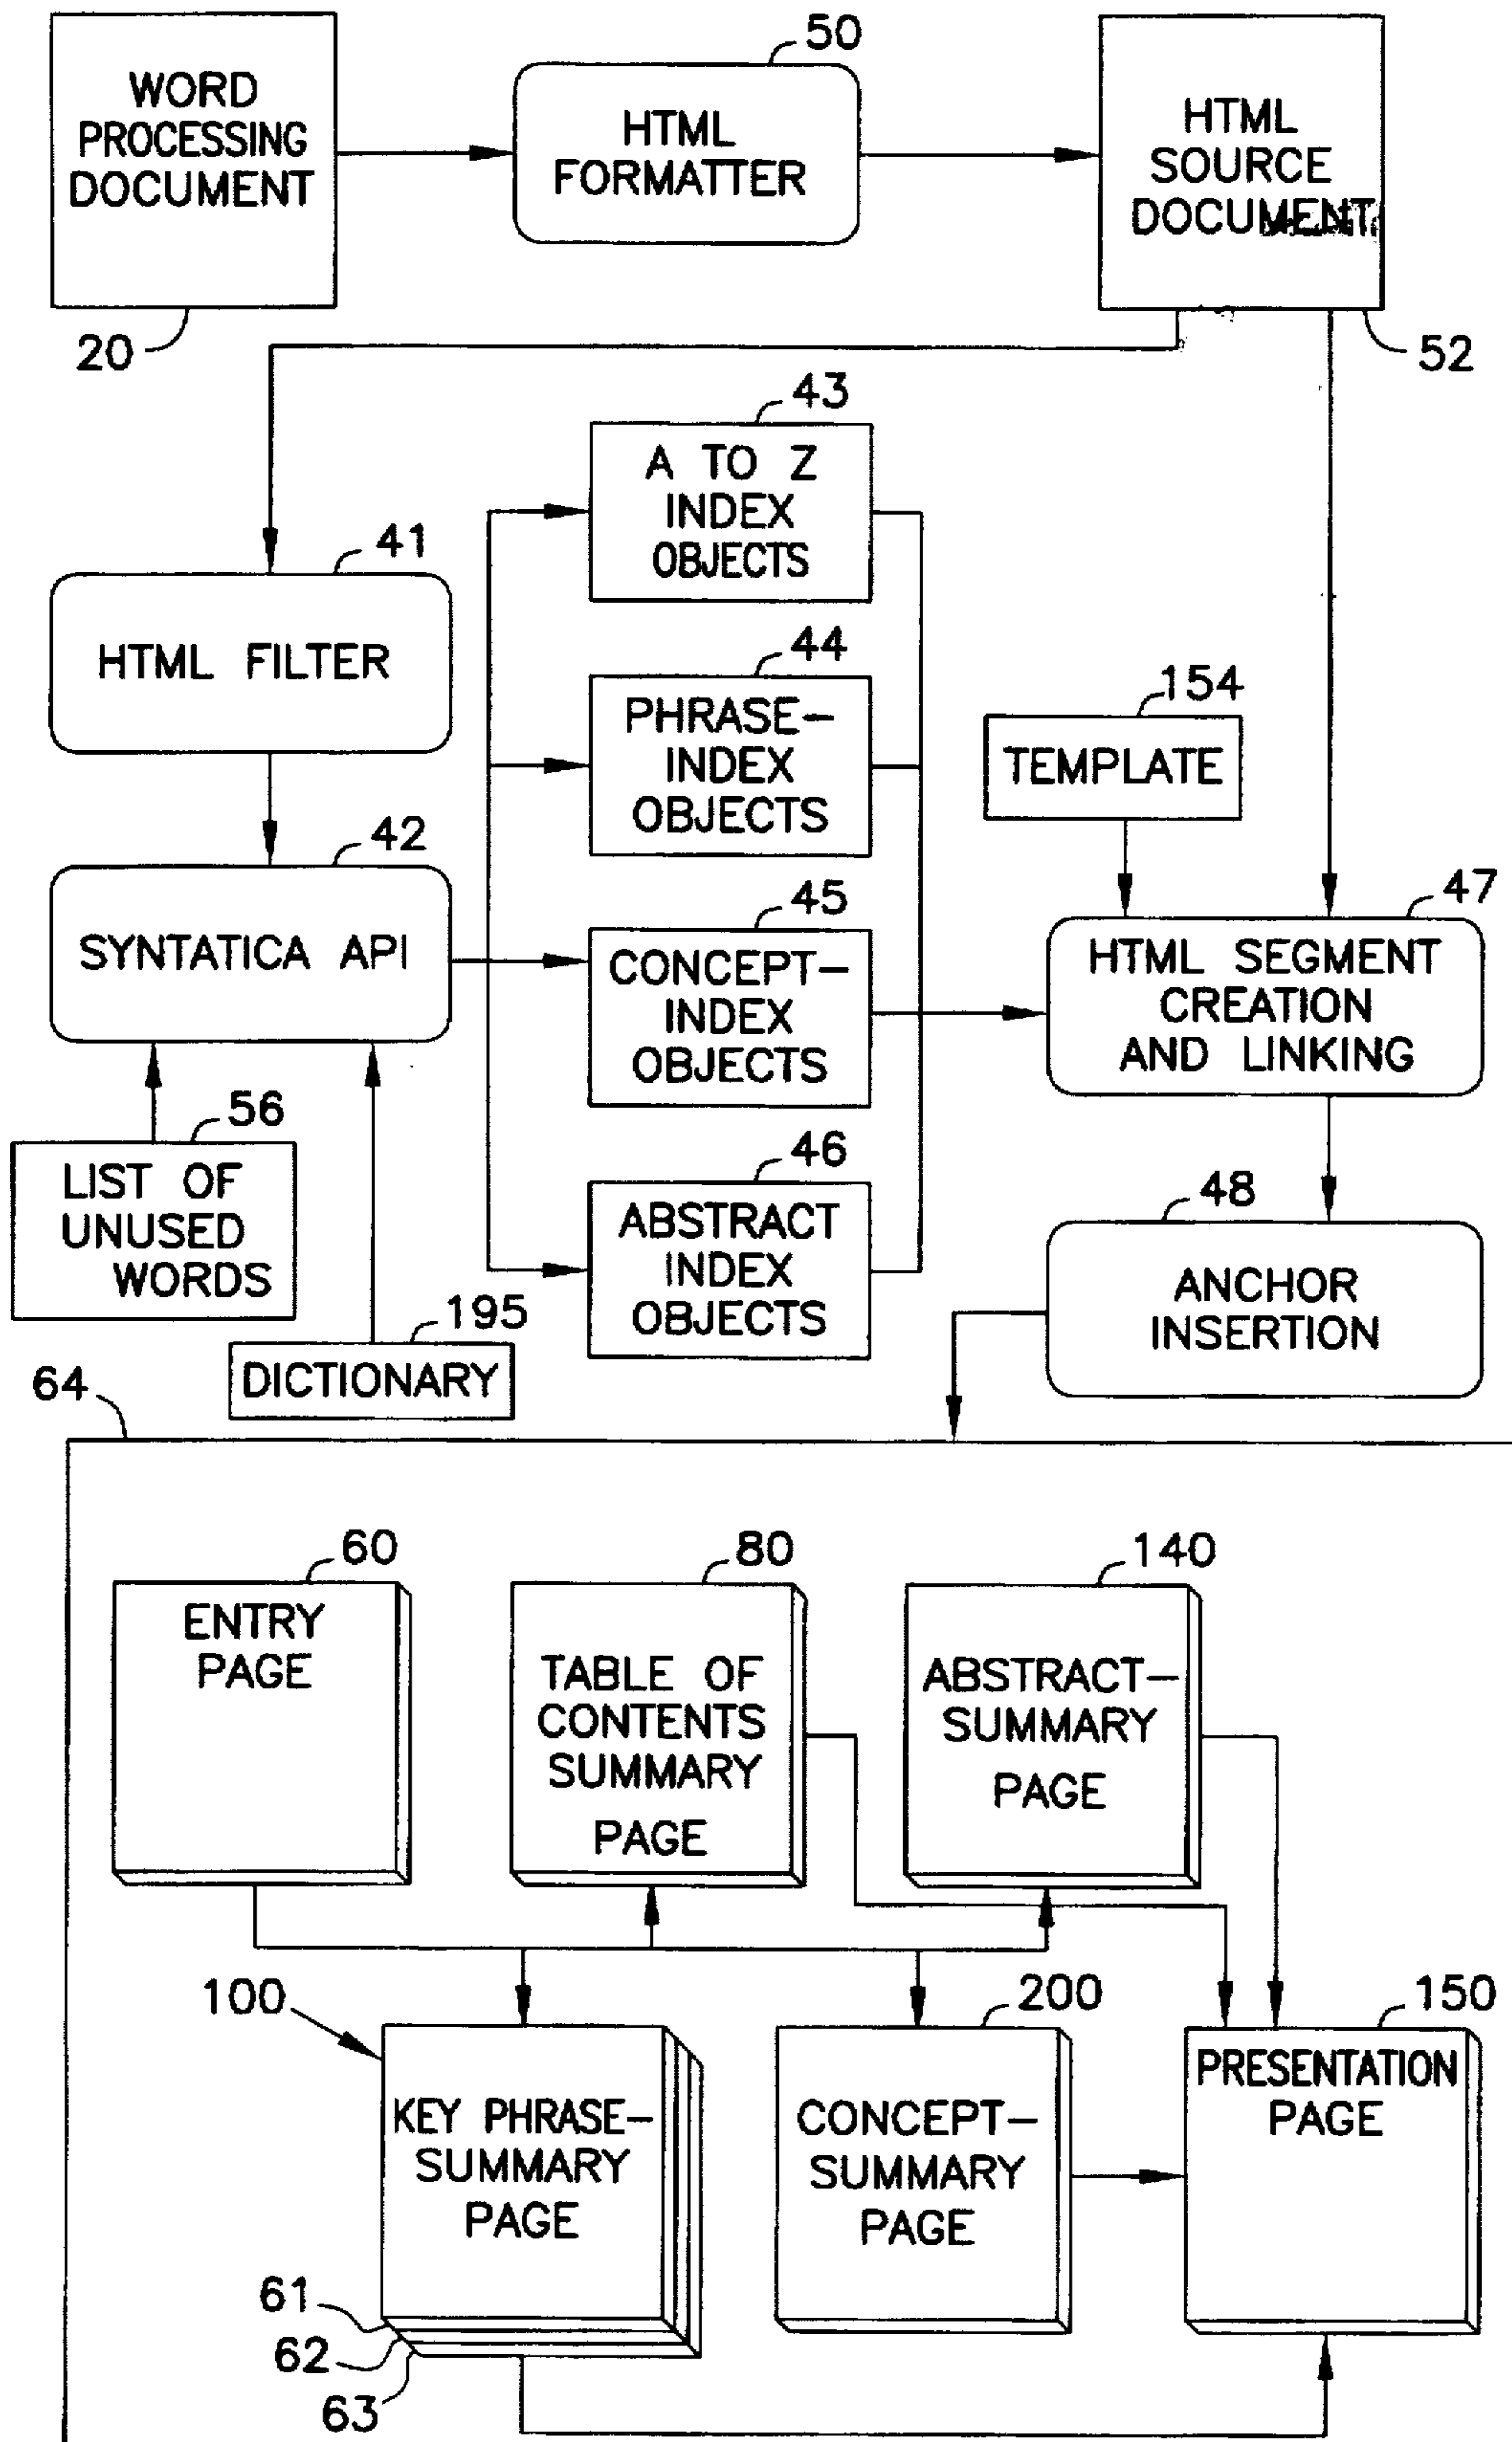 50
WORD
PROCESSING
DOCUMENT
HTML
FORMATTER
HTML
SOURCE
DOCUMENT
20
52
43
A TO Z
INDEX
OBJECTS
41
HTML FILTER
44
PHRASE-
INDEX
OBJECTS
154
TEMPLATE
42
SYNTATICA API
45
CONCEPT-
INDEX
OBJECTS
47
HTML SEGMENT
CREATION
AND LINKING
56
LIST OF
UNUSED
WORDS
46
ABSTRACT
INDEX
OBJECTS
48
ANCHOR
INSERTION
195
DICTIONARY
64
60
ENTRY
PAGE
80
TABLE OF
CONTENTS
SUMMARY
PAGE
140
ABSTRACT-
SUMMARY
PAGE
100
KEY PHRASE-
SUMMARY
PAGE
200
CONCEPT-
SUMMARY
PAGE
150
PRESENTATION
PAGE
61
62
63